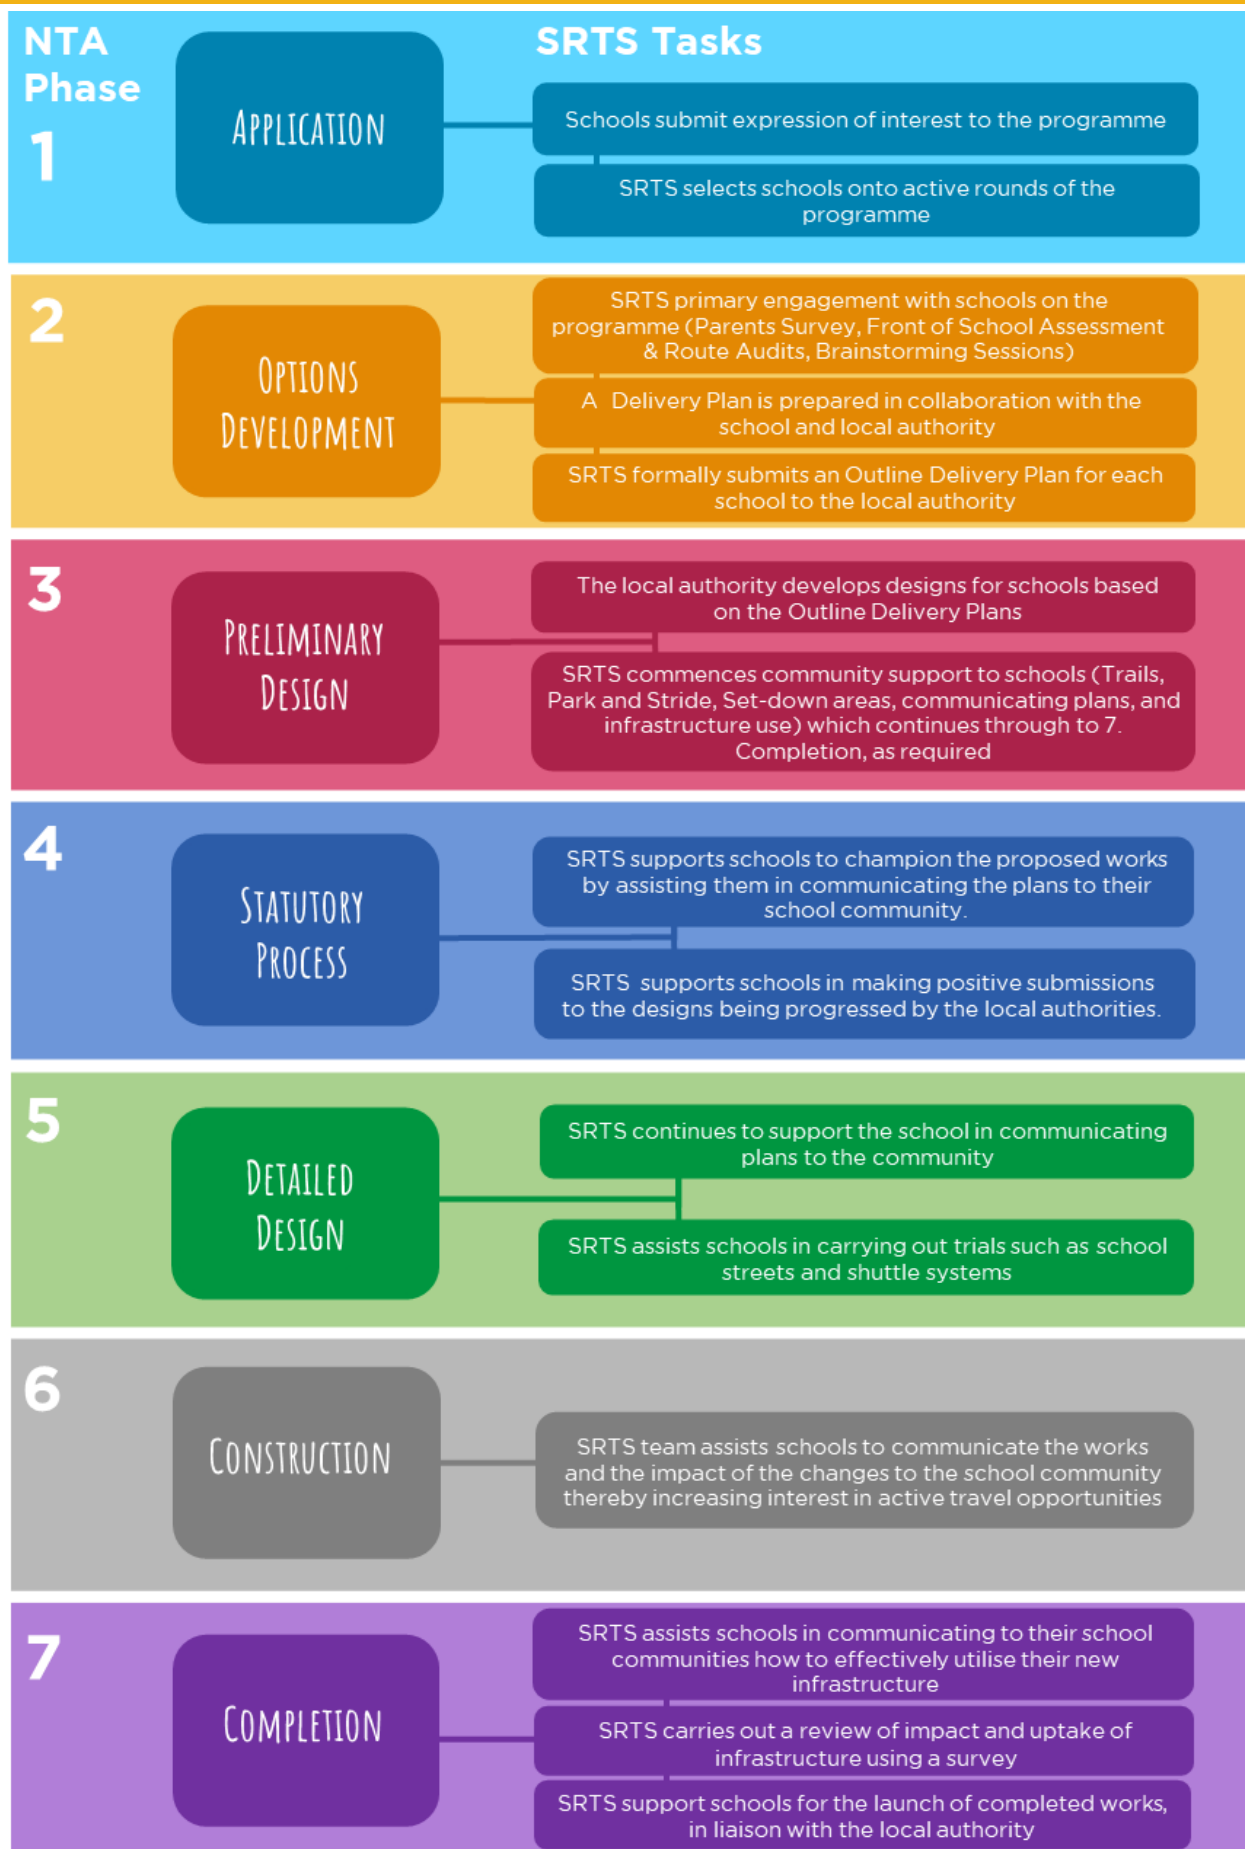 NTA
Phase
SRTS Tasks
1
APPLICATION
Schools submit expression of interest to the programme
SRTS selects schools onto active rounds of the
programme
2
OPTIONS
DEVELOPMENT
SRTS primary engagement with schools on the
programme (Parents Survey, Front of School Assessment
& Route Audits, Brainstorming Sessions)
A Delivery Plan is prepared in collaboration with the
school and local authority
SRTS formally submits an Outline Delivery Plan for each
school to the local authority
3
PRELIMINARY
DESIGN
The local authority develops designs for schools based
on the Outline Delivery Plans
SRTS commences community support to schools (Trails,
Park and Stride, Set-down areas, communicating plans, and
infrastructure use) which continues through to 7.
Completion, as required
4
STATUTORY
PROCESS
SRTS supports schools to champion the proposed works
by assisting them in communicating the plans to their
school community.
SRTS supports schools in making positive submissions
to the designs being progressed by the local authorities.
5
DETAILED
DESIGN
SRTS continues to support the school in communicating
plans to the community
SRTS assists schools in carrying out trials such as school
streets and shuttle systems
6
CONSTRUCTION
SRTS team assists schools to communicate the works
and the impact of the changes to the school community
thereby increasing interest in active travel opportunities
7
COMPLETION
SRTS assists schools in communicating to their school
communities how to effectively utilise their new
infrastructure
SRTS carries out a review of impact and uptake of
infrastructure using a survey
SRTS support schools for the launch of completed works,
in liaison with the local authority